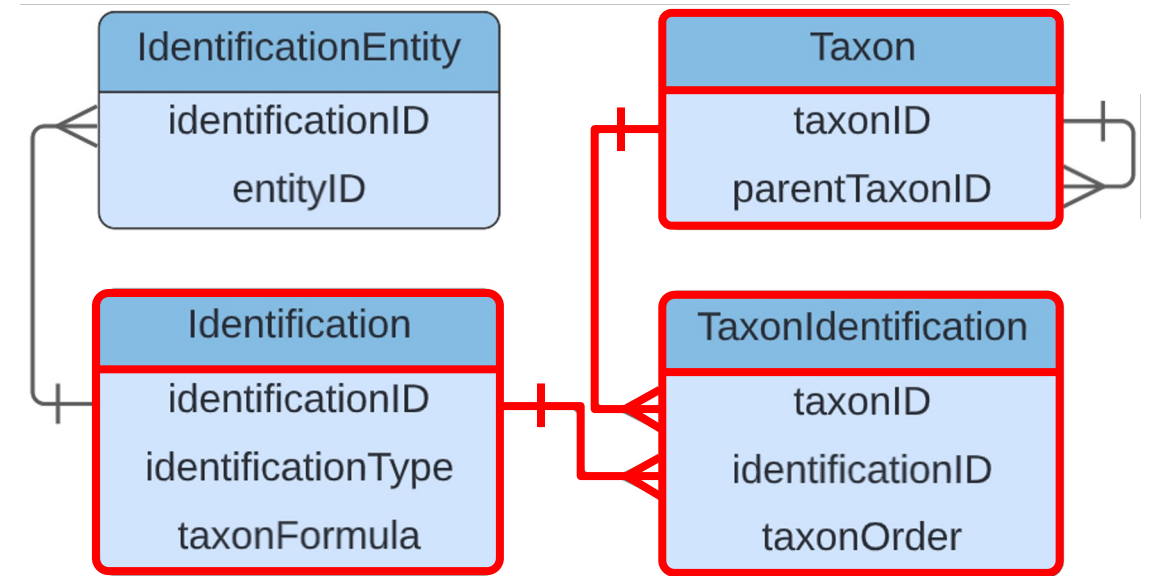 IdentificationEntity
identificationID
entityID
Taxon
taxonID
parentTaxonID
Identification
identificationID
identificationType
taxonFormula
TaxonIdentification
taxonID
identificationID
taxonOrder